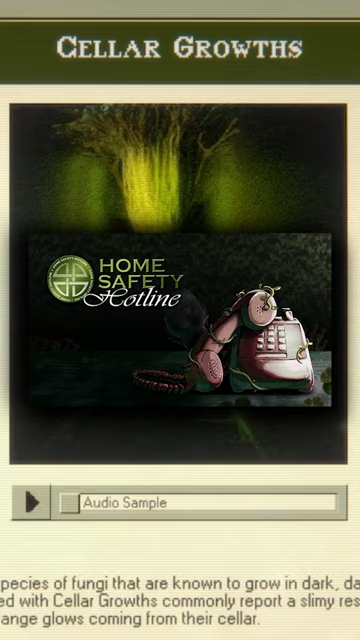 CELLAR GROWTHS
HOME
SAFETY
Hotline
Audio Sample
species of fungi that are known to grow in dark, da
ed with Cellar Growths commonly report a slimy res
ange glows coming from their cellar.